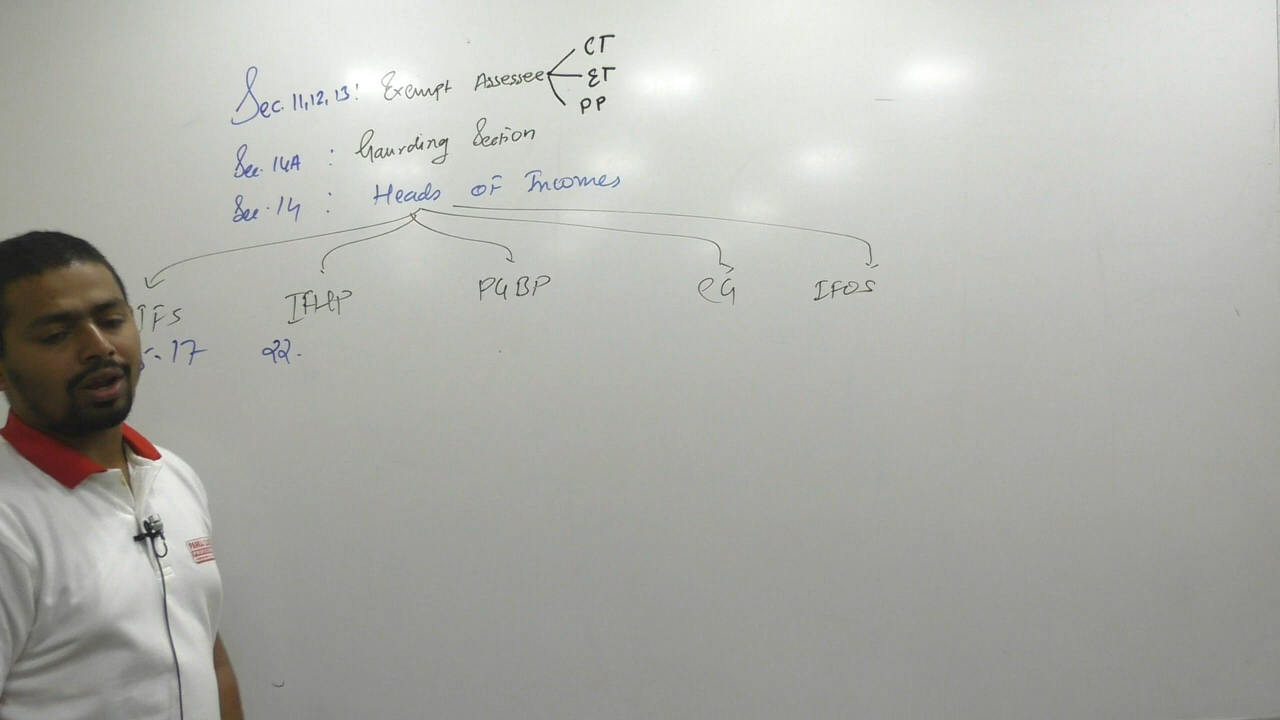 Sec. 11,12,13: Exempt Assessee
CT
ET
PP
Sec. 14A : Gaurding Section
Sec. 14 : Heads OF Incomes
IFS IFHP PGBP CG IFOS
- 17 22.